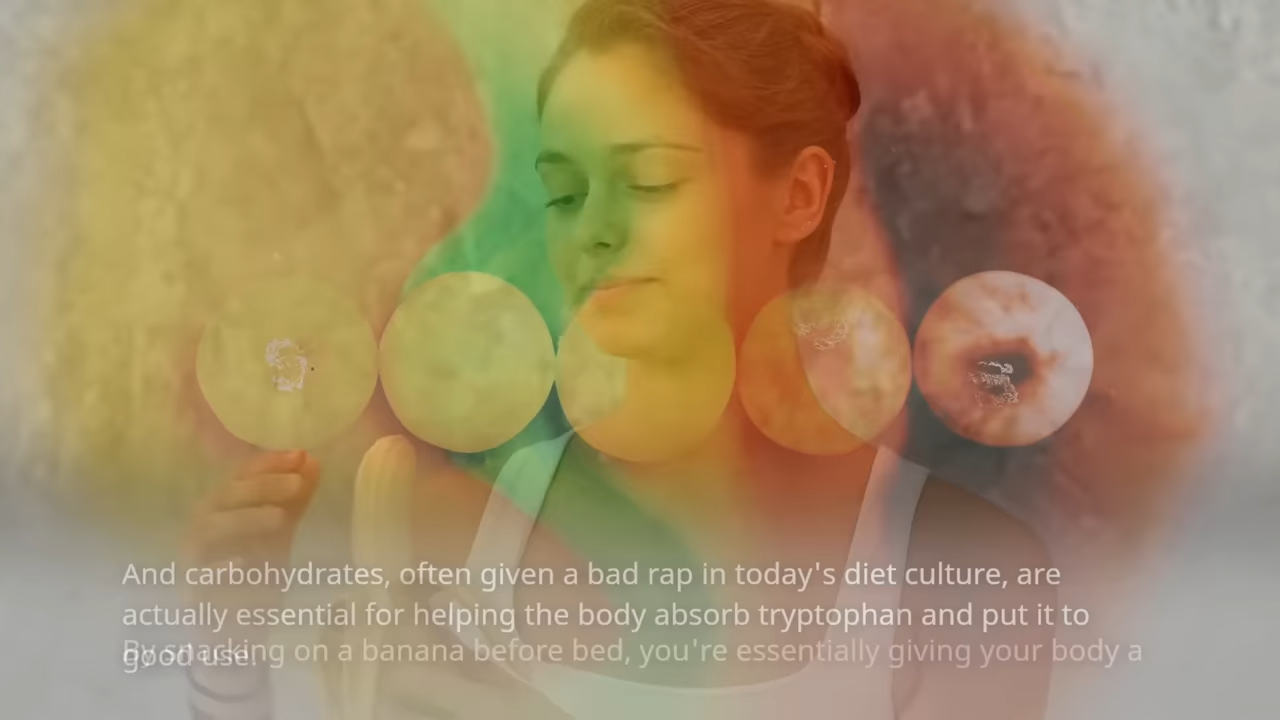 And carbohydrates, often given a bad rap in today's diet culture, are
actually essential for helping the body absorb tryptophan and put it to
good use.
By snacking on a banana before bed, you're essentially giving your body a